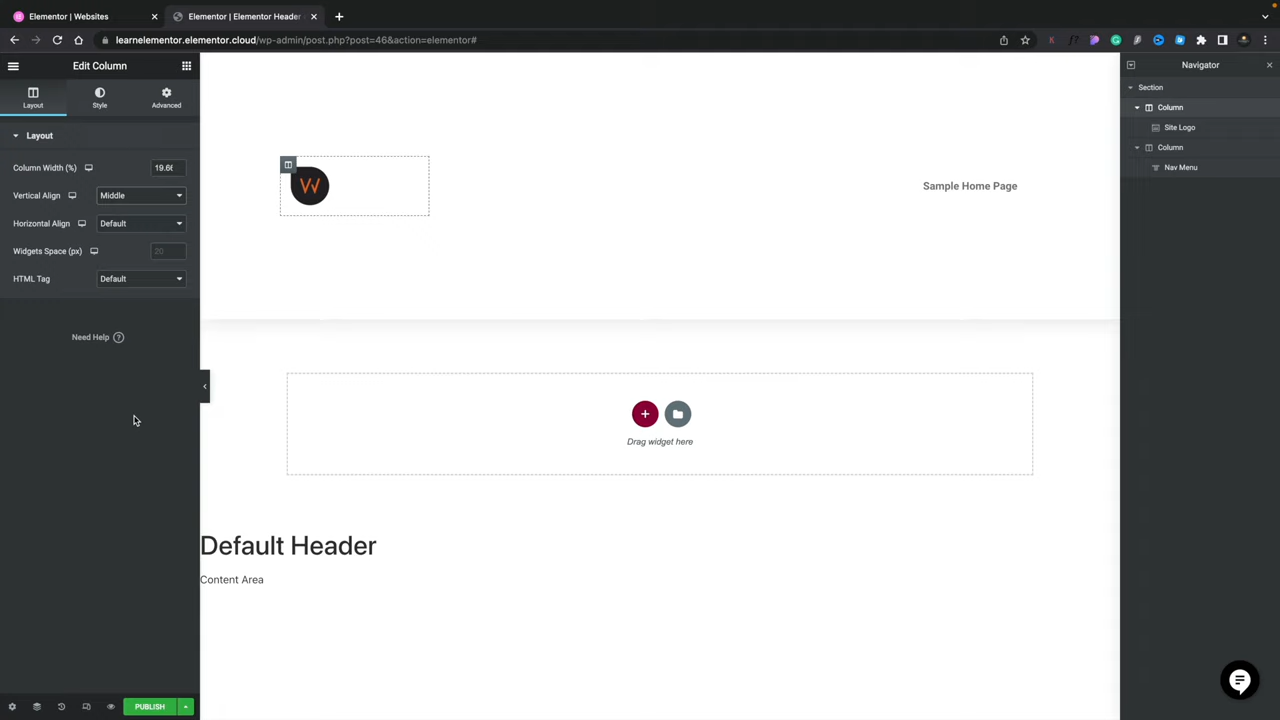 Elementor | Websites
Elementor | Elementor Header
learnelementor.elementor.cloud/wp-admin/post.php?post=46&action=elementor#
Edit Column
Navigator
Layout
Style
Advanced
Section
Column
Site Logo
Column
Nav Menu
Layout
Column Width (%)
19.66
Vertical Align
Middle
Horizontal Align
Default
Widgets Space (px)
20
HTML Tag
Default
Need Help
Sample Home Page
Drag widget here
Default Header
Content Area
PUBLISH